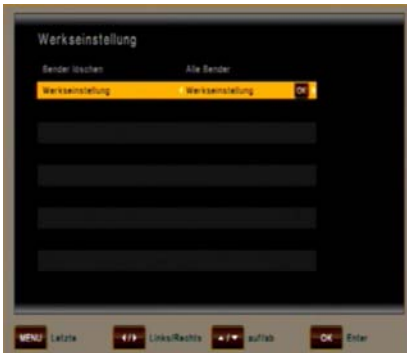 Werkseinstellung
Sender löschen Alle Sender
Werkseinstellung Werkseinstellung OK
MENU Letzte Links/Rechts auf/ab OK Enter